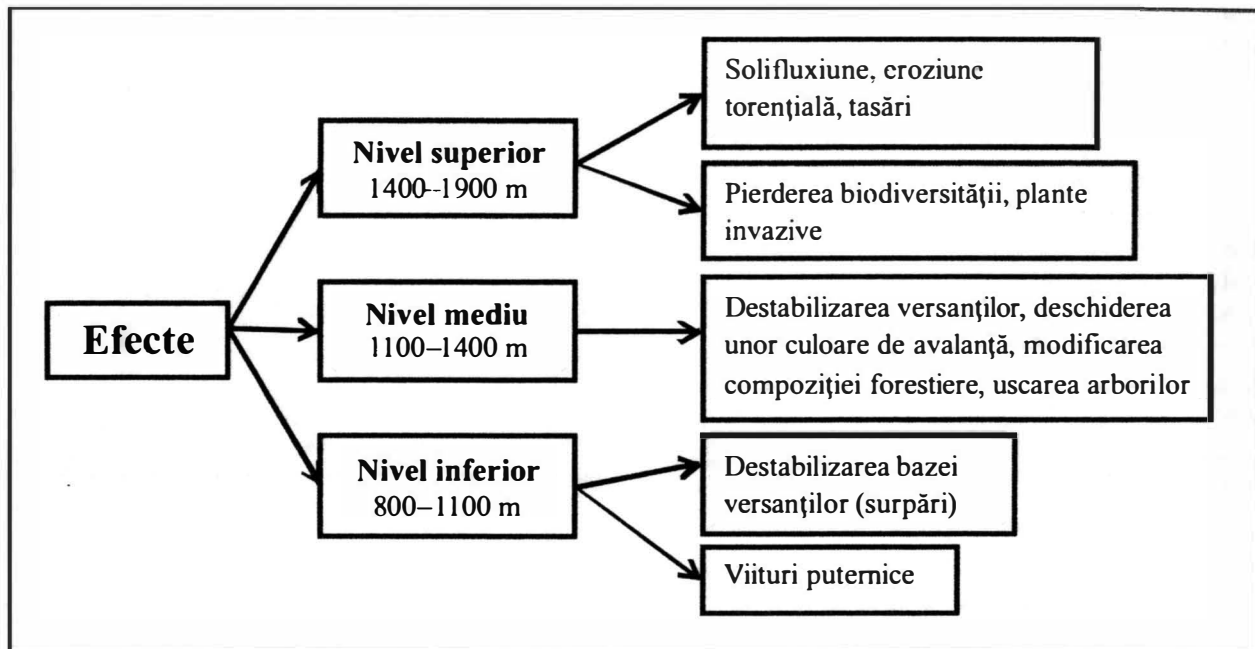 Solifluxiune, eroziune
torențială, tasări
Nivel superior
1400--1900 m
Pierderea biodiversității, plante
invazive
Efecte
Nivel mediu
1100–1400 m
Destabilizarea versanților, deschiderea
unor culoare de avalanță, modificarea
compoziției forestiere, uscarea arborilor
Nivel inferior
800–1100 m
Destabilizarea bazei
versanților (surpări)
Viituri puternice